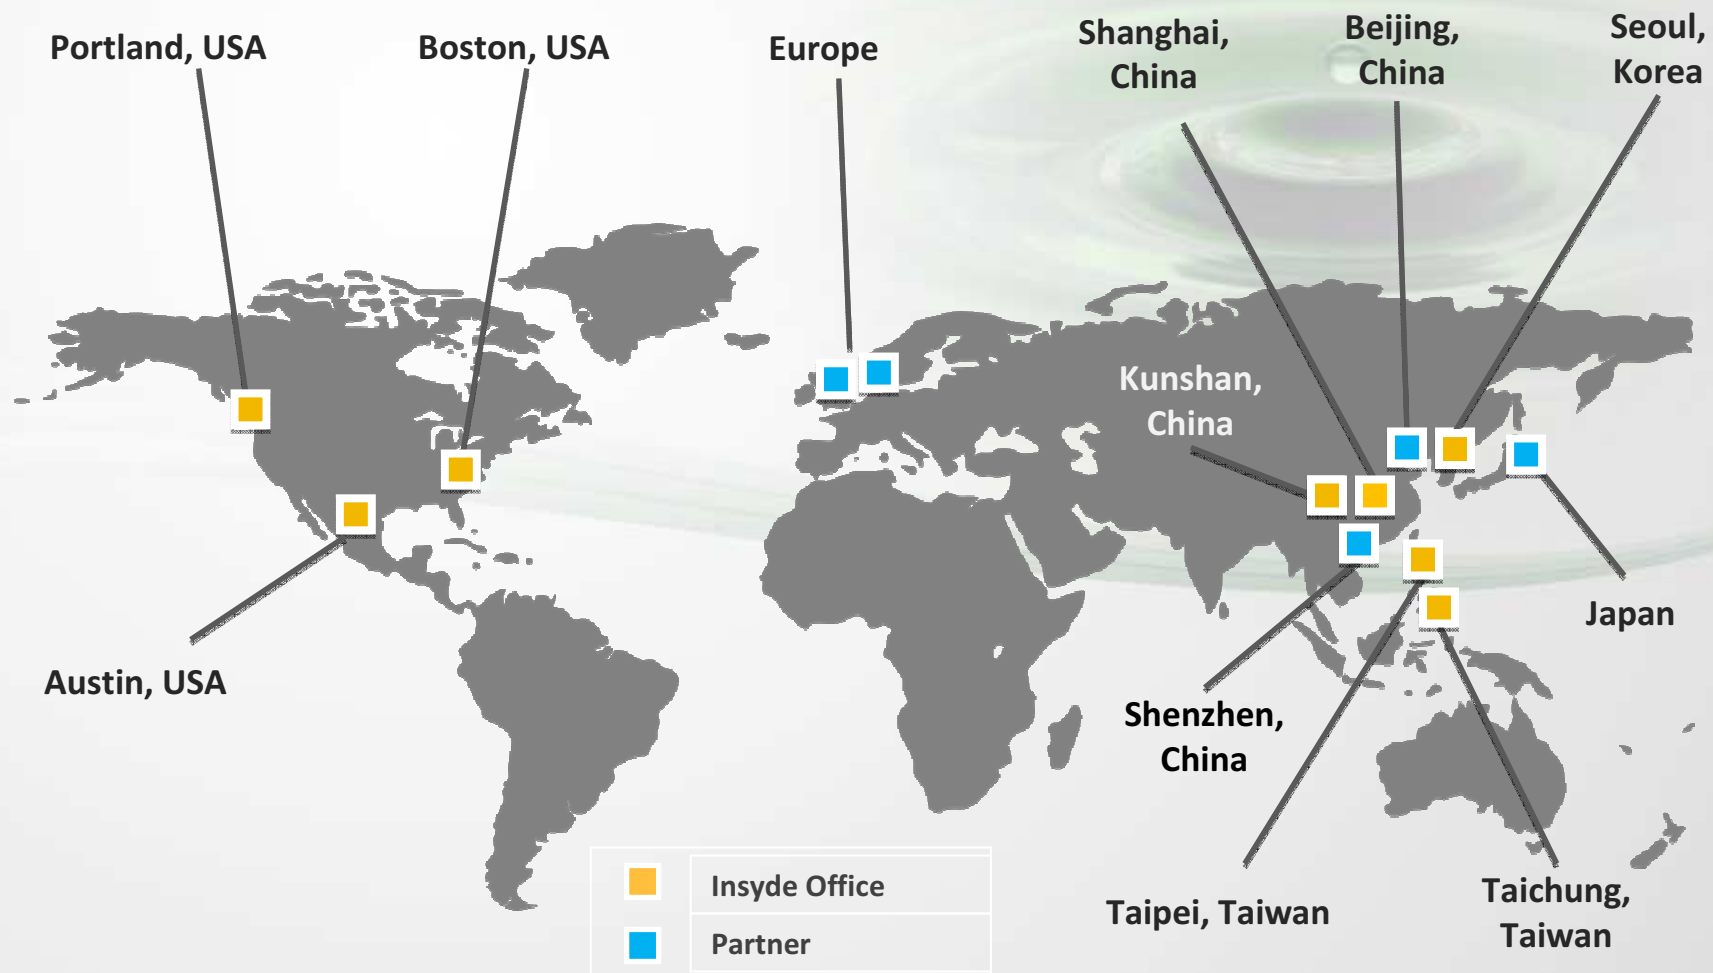 Portland, USA
Boston, USA
Europe
Shanghai,
China
Beijing,
China
Seoul,
Korea
Kunshan,
China
Japan
Austin, USA
Shenzhen,
China
Taipei, Taiwan
Taichung,
Taiwan
Insyde Office
Partner